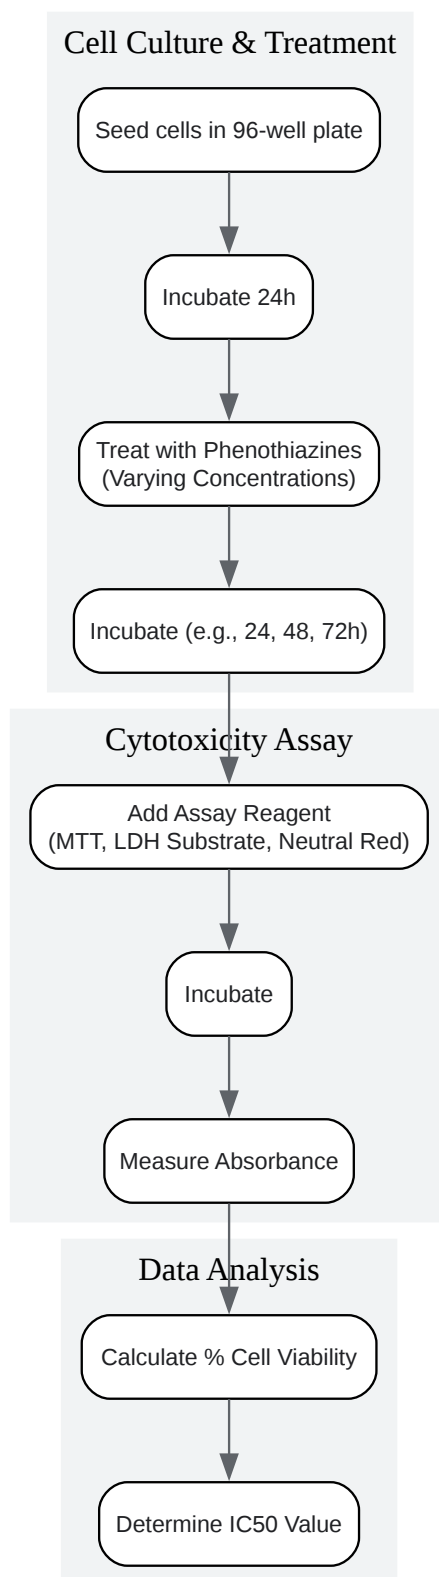 Cell Culture & Treatment
Seed cells in 96-well plate
Incubate 24h
Treat with Phenothiazines
(Varying Concentrations)
Incubate (e.g., 24, 48, 72h)
Cytotoxicity Assay
Add Assay Reagent
(MTT, LDH Substrate, Neutral Red)
Incubate
Measure Absorbance
Data Analysis
Calculate % Cell Viability
Determine IC50 Value